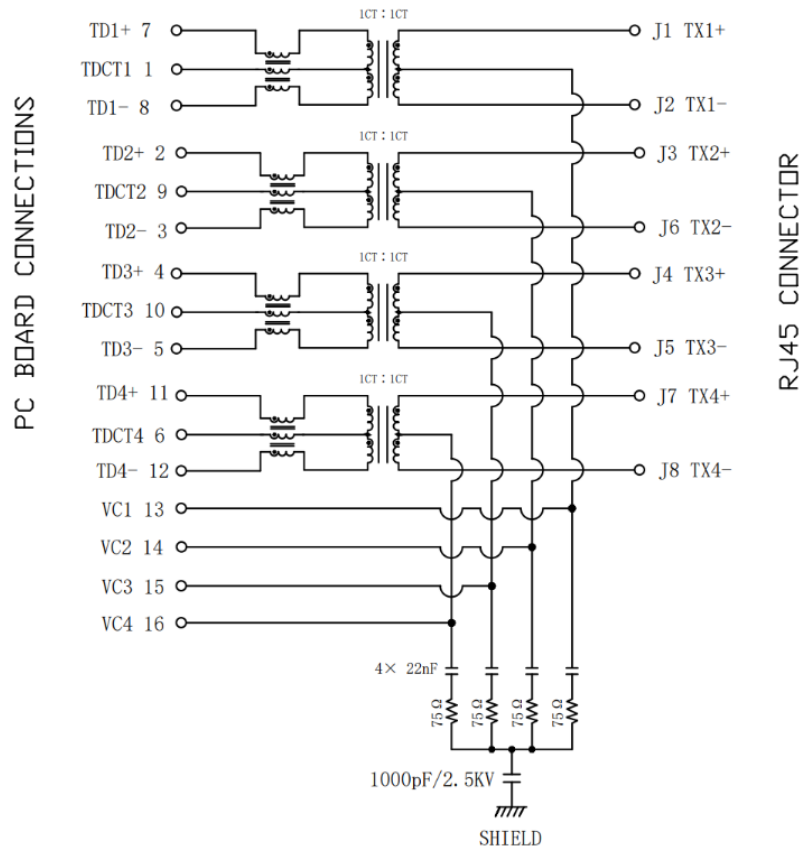 1CT : 1CT
TD1+ 7
J1 TX1+
TDCT1 1
TD1- 8
J2 TX1-
1CT : 1CT
TD2+ 2
J3 TX2+
TDCT2 9
TD2- 3
J6 TX2-
1CT : 1CT
TD3+ 4
J4 TX3+
TDCT3 10
TD3- 5
J5 TX3-
1CT : 1CT
TD4+ 11
J7 TX4+
TDCT4 6
TD4- 12
J8 TX4-
VC1 13
VC2 14
VC3 15
VC4 16
4× 22nF
75Ω
75Ω
75Ω
75Ω
1000pF/2.5KV
SHIELD
PC BOARD CONNECTIONS
RJ45 CONNECTOR